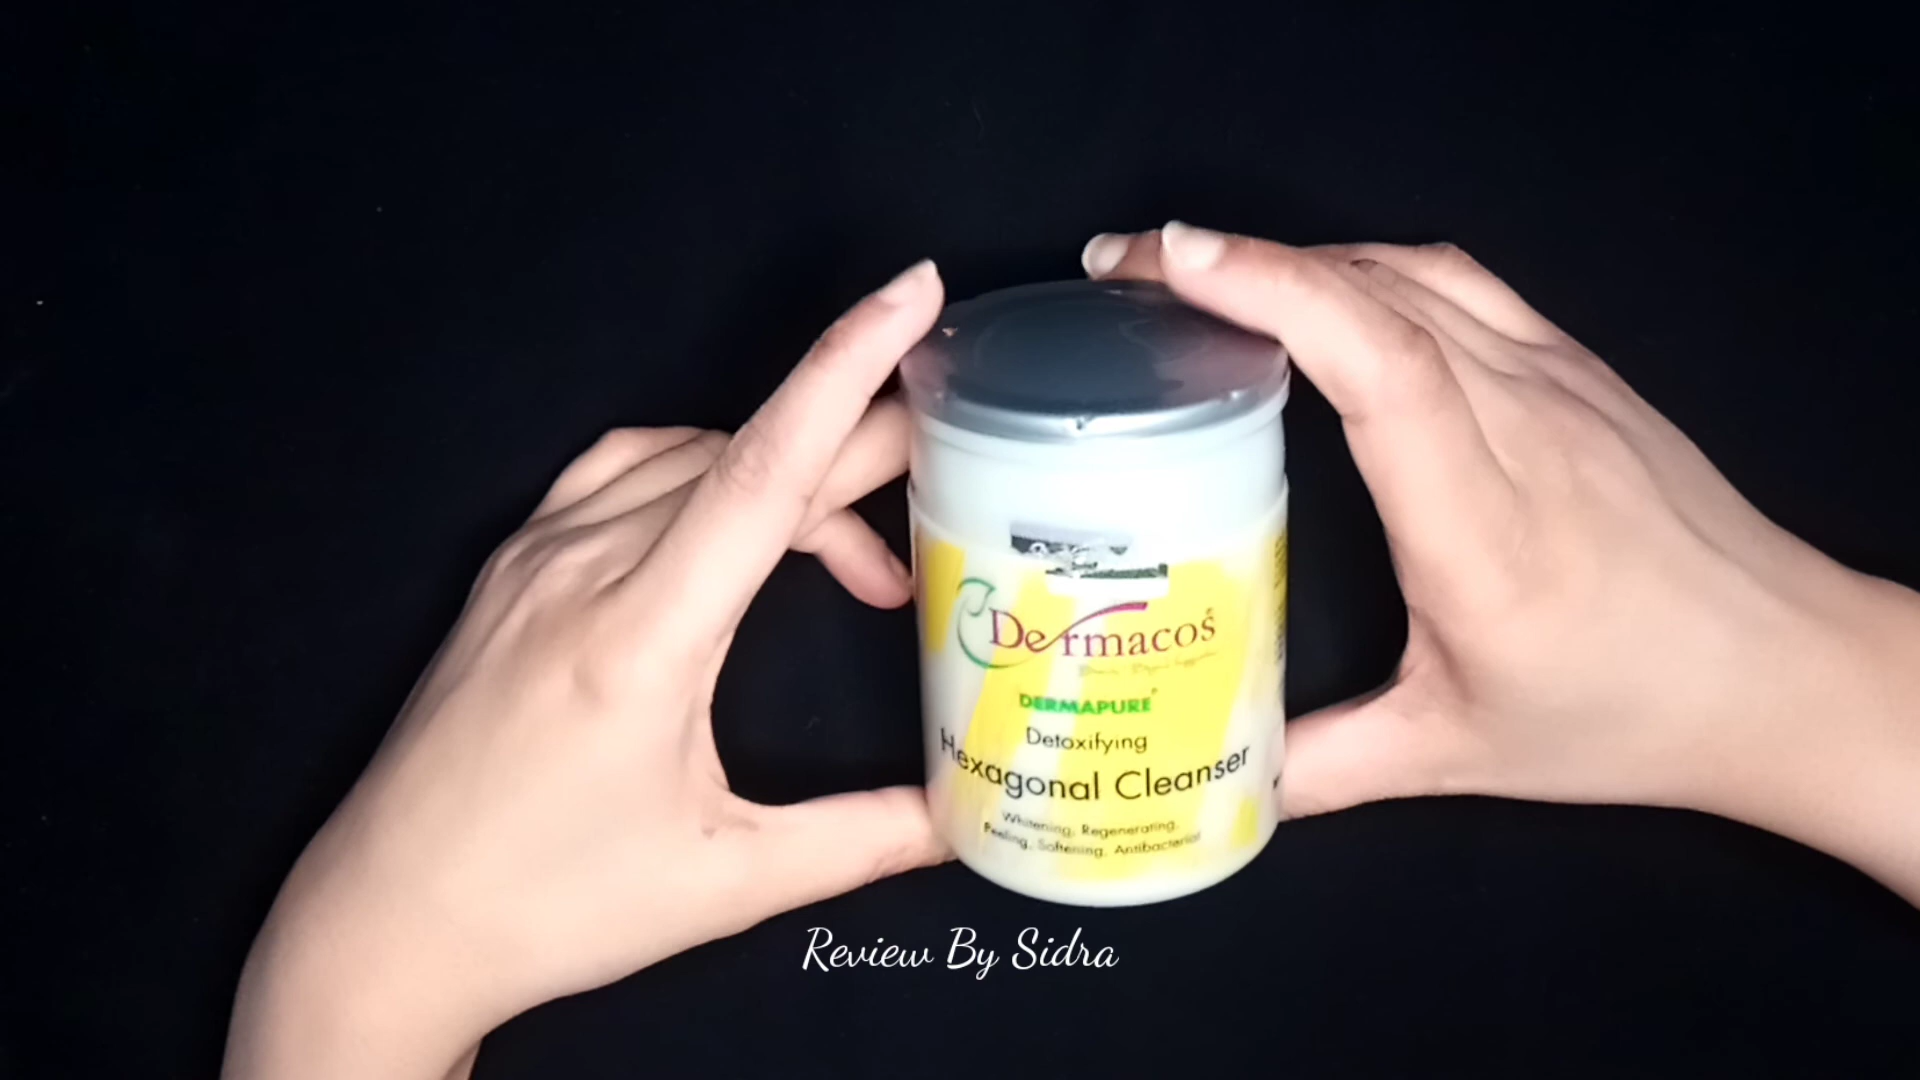 Dermacos
DERMAPURE
Detoxifying
Hexagonal Cleanser
Whitening, Regenerating,
Peeling, Softening, Antibacterial
Review By Sidra